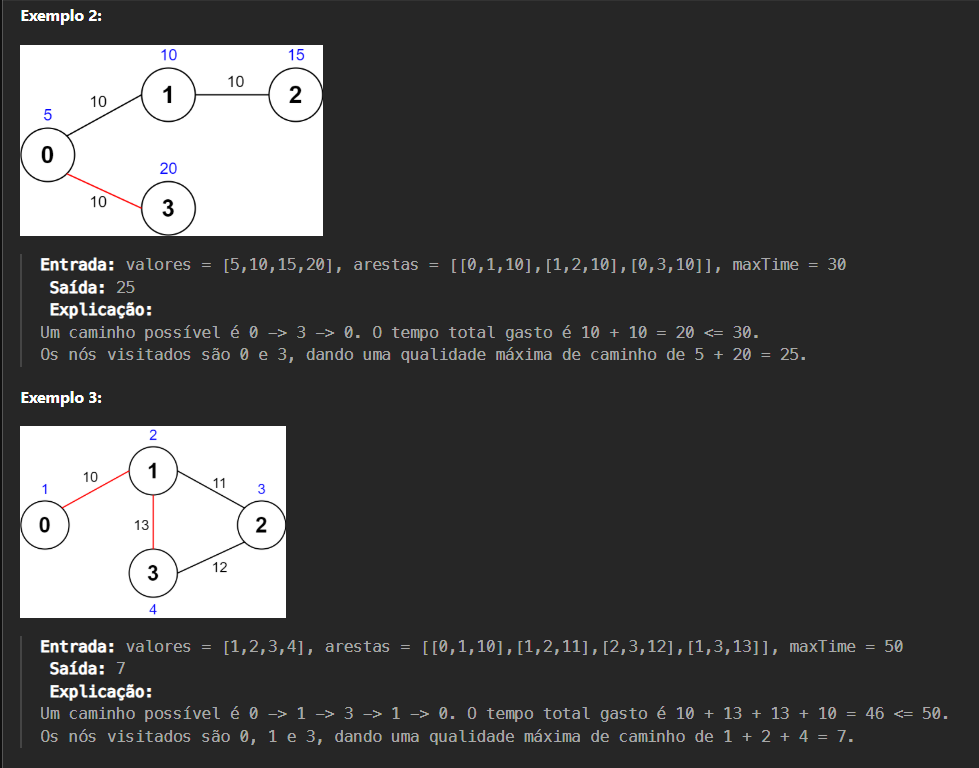 Exemplo 2:
10
15
10
1
2
5
10
0
20
10
3
Entrada: valores = [5,10,15,20], arestas = [[0,1,10],[1,2,10],[0,3,10]], maxTime = 30
Saída: 25
Explicação:
Um caminho possível é 0 -> 3 -> 0. O tempo total gasto é 10 + 10 = 20 <= 30.
Os nós visitados são 0 e 3, dando uma qualidade máxima de caminho de 5 + 20 = 25.
Exemplo 3:
2
1
10
11
1
3
0
13
2
3
12
4
Entrada: valores = [1,2,3,4], arestas = [[0,1,10],[1,2,11],[2,3,12],[1,3,13]], maxTime = 50
Saída: 7
Explicação:
Um caminho possível é 0 -> 1 -> 3 -> 1 -> 0. O tempo total gasto é 10 + 13 + 13 + 10 = 46 <= 50.
Os nós visitados são 0, 1 e 3, dando uma qualidade máxima de caminho de 1 + 2 + 4 = 7.